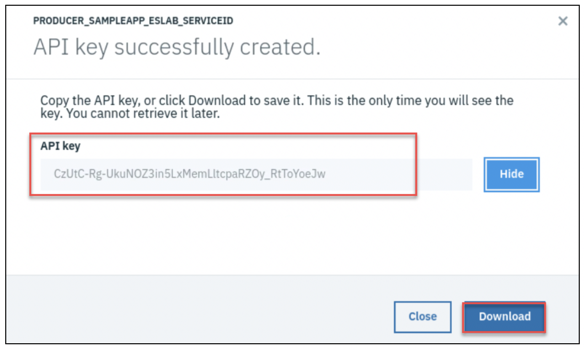 PRODUCER_SAMPLEAPP_ESLAB_SERVICEID
API key successfully created.
Copy the API key, or click Download to save it. This is the only time you will see the
key. You cannot retrieve it later.
API key
CzUtC-Rg-UkuNOZ3in5LxMemLltcpaRZOy_RtToYoeJw
Hide
Close
Download